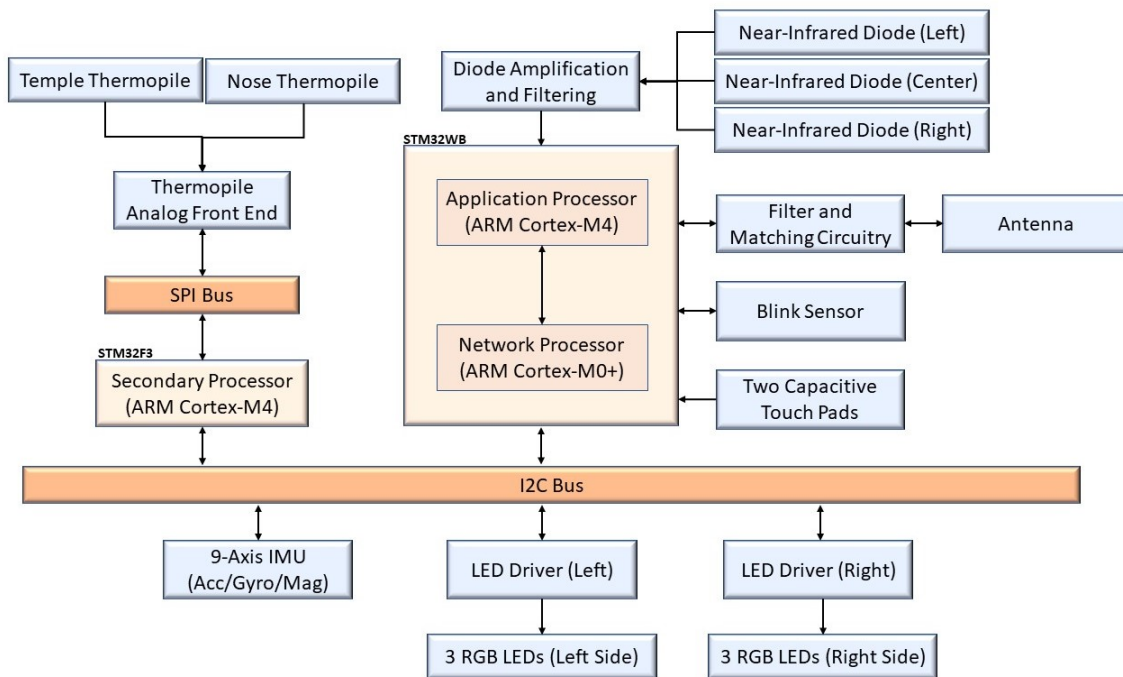 Near-Infrared Diode (Left)
Temple Thermopile
Nose Thermopile
Diode Amplification
and Filtering
Near-Infrared Diode (Center)
Near-Infrared Diode (Right)
STM32WB
Thermopile
Analog Front End
Application Processor
(ARM Cortex-M4)
Filter and
Matching Circuitry
Antenna
SPI Bus
Blink Sensor
STM32F3
Secondary Processor
(ARM Cortex-M4)
Network Processor
(ARM Cortex-M0+)
Two Capacitive
Touch Pads
I2C Bus
9-Axis IMU
(Acc/Gyro/Mag)
LED Driver (Left)
LED Driver (Right)
3 RGB LEDs (Left Side)
3 RGB LEDs (Right Side)